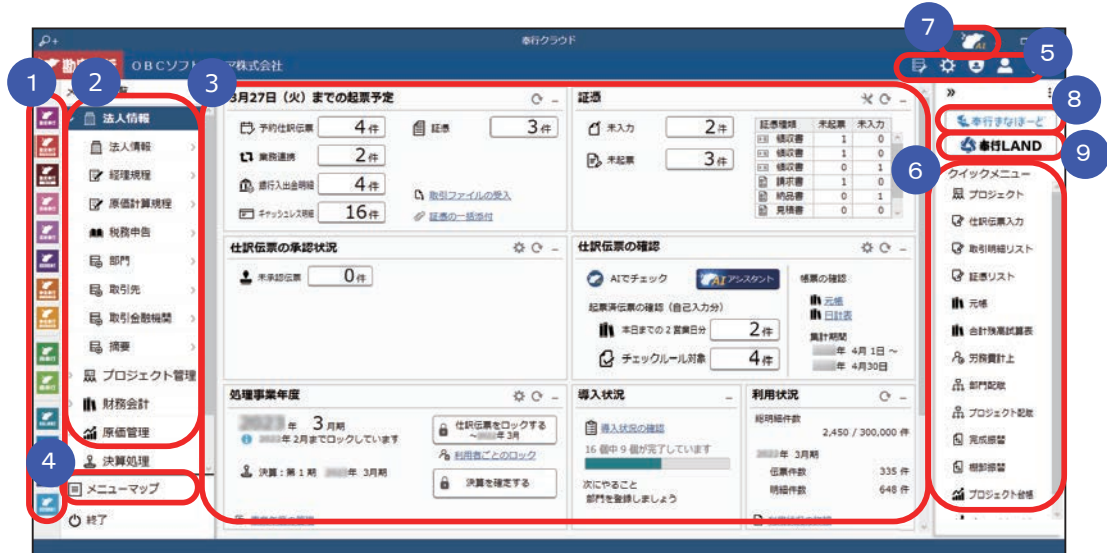 奉行クラウド
7
AI
勘
OBCソフト
ア株式会社
5
1
2
3
法人情報
法人情報
経理規程
原価計算規程
税務申告
部門
取引先
取引金融機関
摘要
プロジェクト管理
財務会計
原価管理
決算処理
4
メニューマップ
終了
3月27日（火）までの起票予定
予約仕訳伝票 4件
証憑 3件
業務連携 2件
銀行入出金明細 4件
取引ファイルの受入
キャッシュレス明細 16件
証憑の一括添付
証憑
未入力 2件
未起票 3件
証憑種類 未起票 未入力
領収書 1 0
領収書 1 0
領収書 0 1
請求書 1 0
納品書 0 1
見積書 0 0
仕訳伝票の承認状況
未承認伝票 0件
仕訳伝票の確認
AIでチェック
AIアシスタント
帳票の確認
元帳
日計表
起票済伝票の確認（自己入力分）
本日までの2営業日分 2件
チェックルール対象 4件
集計期間
年 4月 1日 ～
年 4月30日
処理事業年度
年 3月期
年2月までロックしています
仕訳伝票をロックする
～ 年3月
利用者ごとのロック
決算：第1期 年 3月期
決算を確定する
導入状況
導入状況の確認
16 個中 9 個が完了しています
次にやること
部門を登録しましょう
利用状況
総明細件数
2,450 / 300,000 件
年 3月期
伝票件数 335 件
明細件数 648 件
8
奉行まなぼーど
9
奉行LAND
6
クイックメニュー
プロジェクト
仕訳伝票入力
取引明細リスト
証憑リスト
元帳
合計残高試算表
労務費計上
部門配賦
プロジェクト配賦
完成振替
棚卸振替
プロジェクト台帳